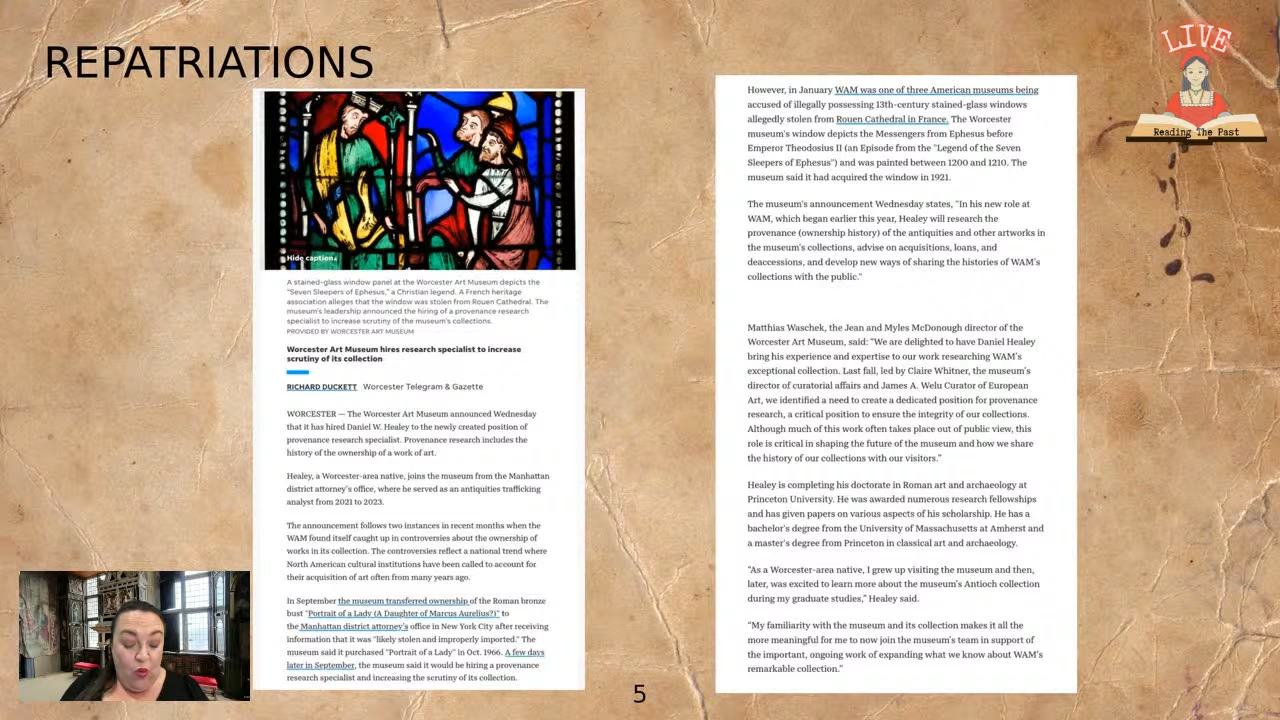 REPATRIATIONS
Hide caption
A stained-glass window panel at the Worcester Art Museum depicts the
"Seven Sleepers of Ephesus," a Christian legend. A French heritage
association alleges that the window was stolen from Rouen Cathedral. The
museum's leadership announced the hiring of a provenance research
specialist to increase scrutiny of the museum's collections.
PROVIDED BY WORCESTER ART MUSEUM
Worcester Art Museum hires research specialist to increase
scrutiny of its collection
RICHARD DUCKETT Worcester Telegram & Gazette
WORCESTER — The Worcester Art Museum announced Wednesday
that it has hired Daniel W. Healey to the newly created position of
provenance research specialist. Provenance research includes the
history of the ownership of a work of art.
Healey, a Worcester-area native, joins the museum from the Manhattan
district attorney's office, where he served as an antiquities trafficking
analyst from 2021 to 2023.
The announcement follows two instances in recent months when the
WAM found itself caught up in controversies about the ownership of
works in its collection. The controversies reflect a national trend where
North American cultural institutions have been called to account for
their acquisition of art often from many years ago.
In September the museum transferred ownership of the Roman bronze
bust "Portrait of a Lady (A Daughter of Marcus Aurelius?)" to
the Manhattan district attorney's office in New York City after receiving
information that it was "likely stolen and improperly imported." The
museum said it purchased "Portrait of a Lady" in Oct. 1966. A few days
later in September, the museum said it would be hiring a provenance
research specialist and increasing the scrutiny of its collection.
However, in January WAM was one of three American museums being
accused of illegally possessing 13th-century stained-glass windows
allegedly stolen from Rouen Cathedral in France. The Worcester
museum's window depicts the Messengers from Ephesus before
Emperor Theodosius II (an Episode from the "Legend of the Seven
Sleepers of Ephesus") and was painted between 1200 and 1210. The
museum said it had acquired the window in 1921.
The museum's announcement Wednesday states, "In his new role at
WAM, which began earlier this year, Healey will research the
provenance (ownership history) of the antiquities and other artworks in
the museum's collections, advise on acquisitions, loans, and
deaccessions, and develop new ways of sharing the histories of WAM's
collections with the public."
Matthias Waschek, the Jean and Myles McDonough director of the
Worcester Art Museum, said: "We are delighted to have Daniel Healey
bring his experience and expertise to our work researching WAM's
exceptional collection. Last fall, led by Claire Whitner, the museum's
director of curatorial affairs and James A. Welu Curator of European
Art, we identified a need to create a dedicated position for provenance
research, a critical position to ensure the integrity of our collections.
Although much of this work often takes place out of public view, this
role is critical in shaping the future of the museum and how we share
the history of our collections with our visitors."
Healey is completing his doctorate in Roman art and archaeology at
Princeton University. He was awarded numerous research fellowships
and has given papers on various aspects of his scholarship. He has a
bachelor's degree from the University of Massachusetts at Amherst and
a master's degree from Princeton in classical art and archaeology.
"As a Worcester-area native, I grew up visiting the museum and then,
later, was excited to learn more about the museum's Antioch collection
during my graduate studies," Healey said.
"My familiarity with the museum and its collection makes it all the
more meaningful for me to now join the museum's team in support of
the important, ongoing work of expanding what we know about WAM's
remarkable collection."
LIVE
Reading The Past
5